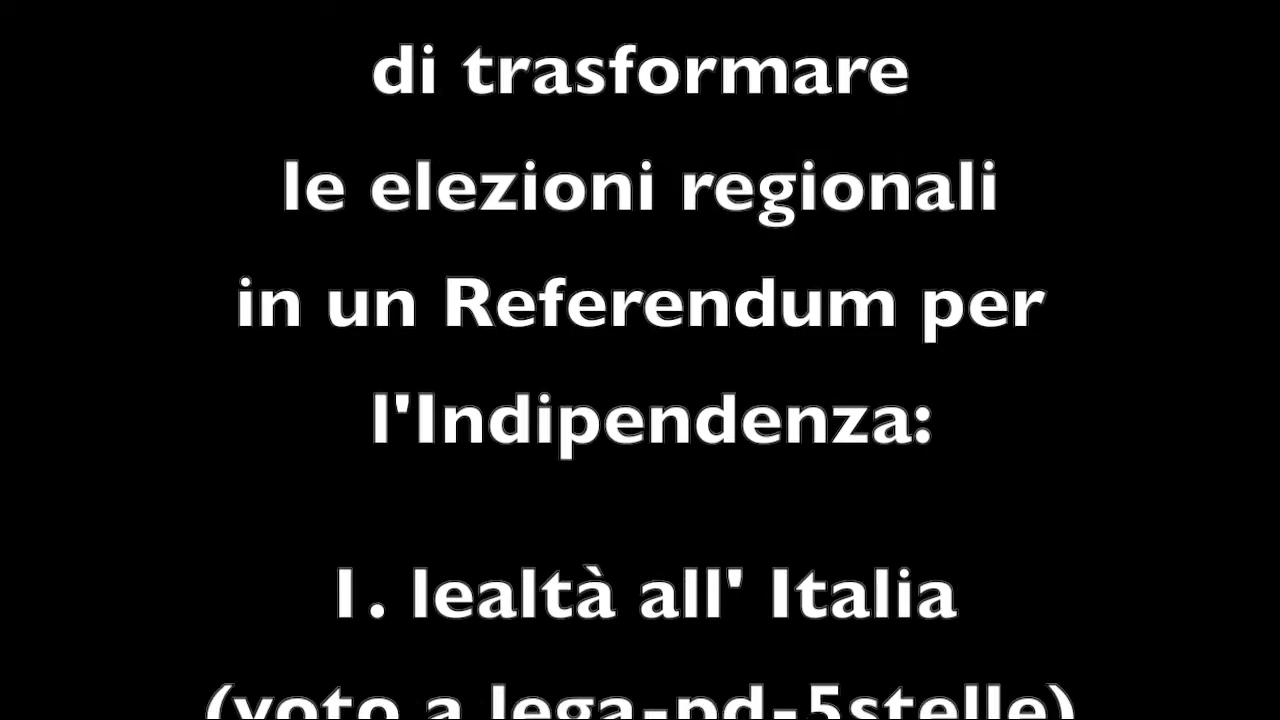 di trasformare
le elezioni regionali
in un Referendum per
l'Indipendenza:
1. lealtà all' Italia
(voto a lega-pd-5stelle)